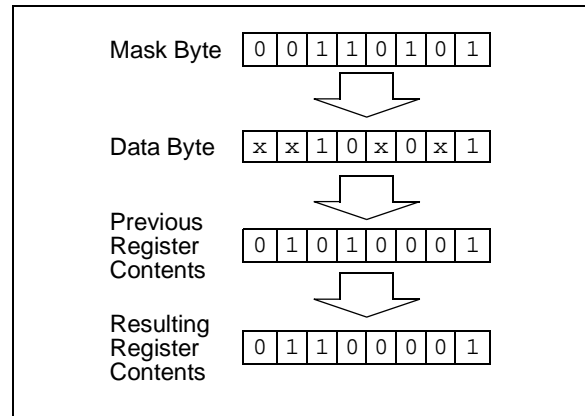 Mask Byte 0 0 1 1 0 1 0 1
Data Byte x x 1 0 x 0 x 1
Previous
Register
Contents
0 1 0 1 0 0 0 1
Resulting
Register
Contents
0 1 1 0 0 0 0 1